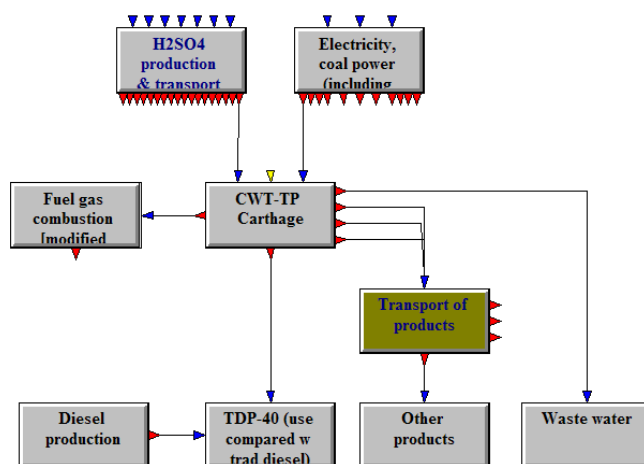 H2SO4
production
& transport
Electricity,
coal power
(including
Fuel gas
combustion
[modified
CWT-TP
Carthage
Transport of
products
Diesel
production
TDP-40 (use
compared w
trad diesel)
Other
products
Waste water